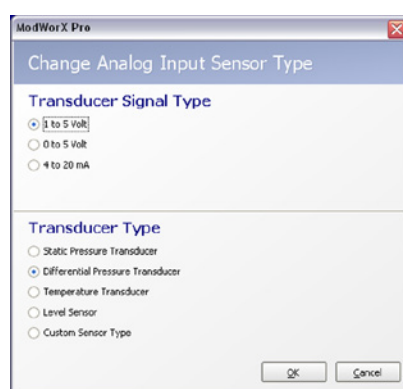 ModWorX Pro
Change Analog Input Sensor Type
Transducer Signal Type
1 to 5 Volt
0 to 5 Volt
4 to 20 mA
Transducer Type
Static Pressure Transducer
Differential Pressure Transducer
Temperature Transducer
Level Sensor
Custom Sensor Type
OK Cancel